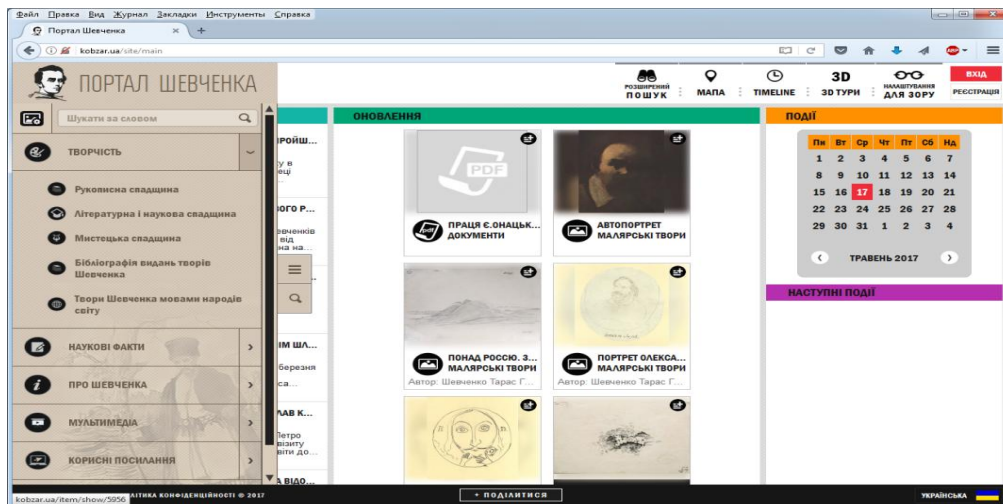 Файл Правка Вид Журнал Закладки Инструменты Справка
Портал Шевченка
kobzar.ua/site/main
ПОРТАЛ ШЕВЧЕНКА
РОЗШИРЕНИЙ
ПОШУК
МАПА
TIMELINE
3D
3D ТУРИ
НАЛАШТУВАННЯ
ДЛЯ ЗОРУ
ВХІД
РЕЄСТРАЦІЯ
Шукати за словом
ТВОРЧІСТЬ
Рукописна спадщина
Літературна і наукова спадщина
Мистецька спадщина
Бібліографія видань творів
Шевченка
Твори Шевченка мовами народів
світу
НАУКОВІ ФАКТИ
ПРО ШЕВЧЕНКА
МУЛЬТИМЕДІА
КОРИСНІ ПОСИЛАННЯ
ОНОВЛЕННЯ
PDF
ПРАЦЯ Є.ОНАЦЬК...
ДОКУМЕНТИ
АВТОПОРТРЕТ
МАЛЯРСЬКІ ТВОРИ
ПОНАД РОССЮ. З...
МАЛЯРСЬКІ ТВОРИ
Автор: Шевченко Тарас Г...
ПОРТРЕТ ОЛЕКСА...
МАЛЯРСЬКІ ТВОРИ
Автор: Шевченко Тарас Г...
ПОДІЇ
Пн Вт Ср Чт Пт Сб Нд
1 2 3 4 5 6 7
8 9 10 11 12 13 14
15 16 17 18 19 20 21
22 23 24 25 26 27 28
29 30 31 1 2 3 4
ТРАВЕНЬ 2017
НАСТУПНІ ПОДІЇ
kobzar.ua/item/show/5956
КОНФІДЕНЦІЙНОСТІ © 2017
+ ПОДІЛИТИСЯ
УКРАЇНСЬКА